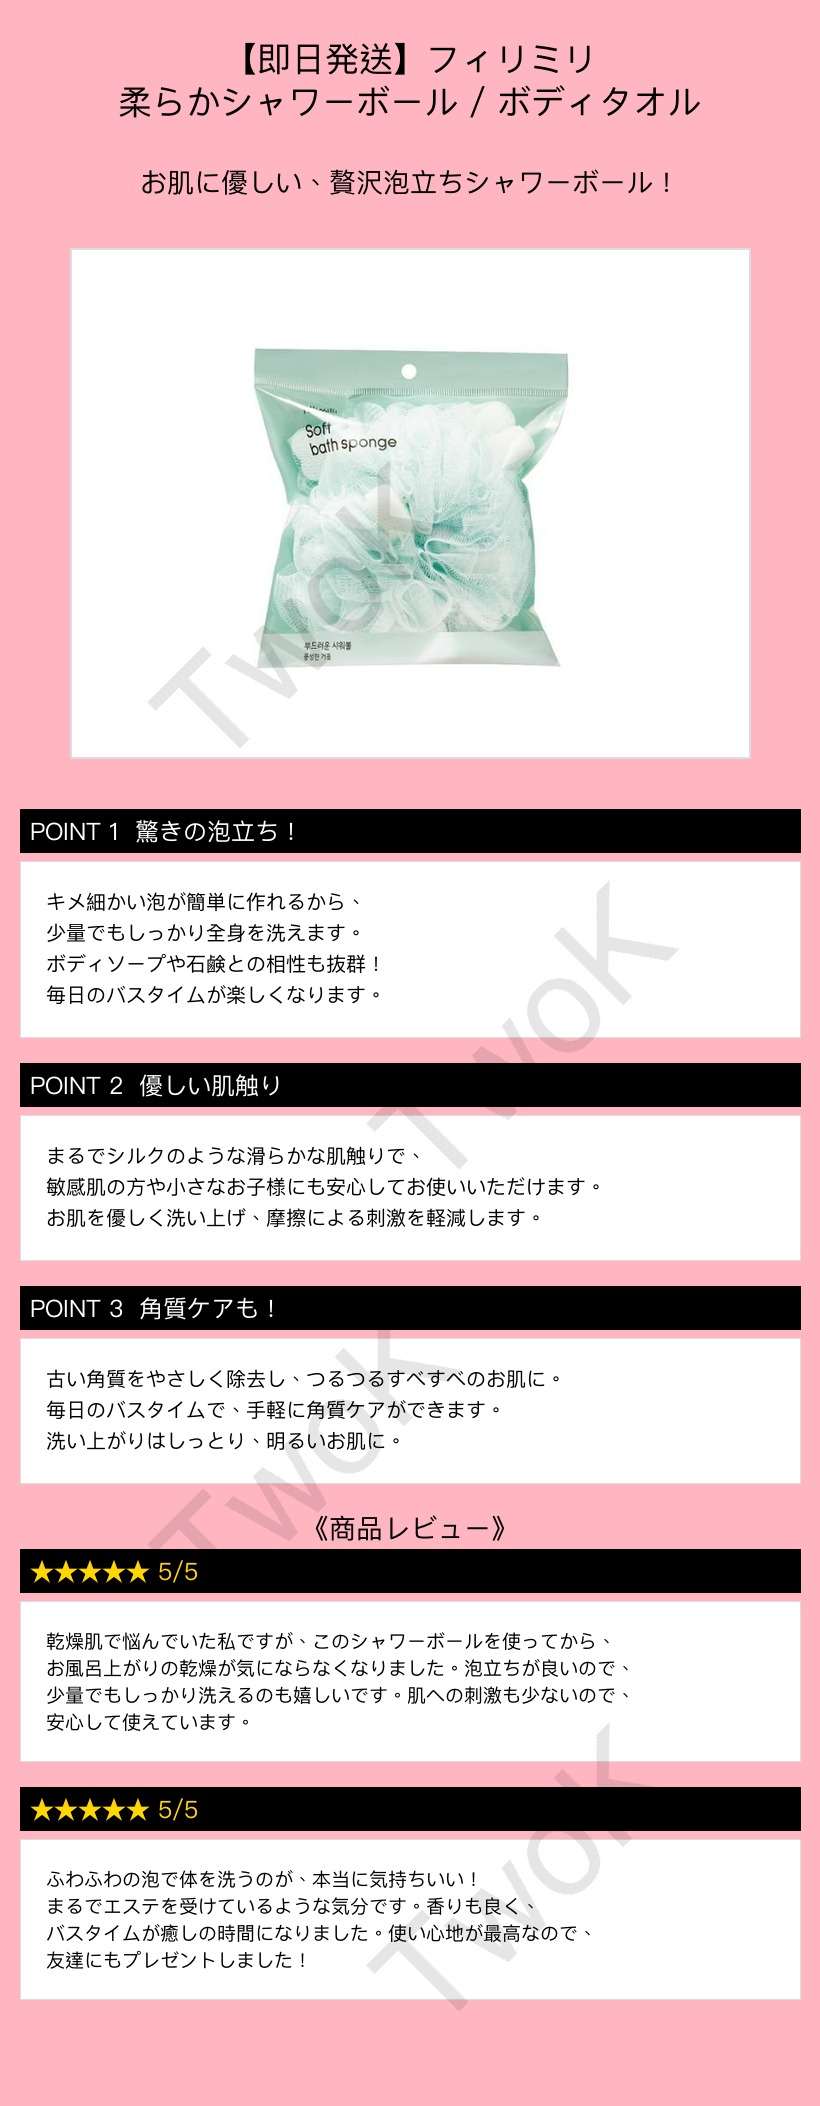 【即日発送】フィリミリ
柔らかシャワーボール / ボディタオル
お肌に優しい、贅沢泡立ちシャワーボール！
Soft
bath sponge
부드러운 샤워볼
풍성한 거품
TwoK
POINT 1 驚きの泡立ち！
キメ細かい泡が簡単に作れるから、
少量でもしっかり全身を洗えます。
ボディソープや石鹸との相性も抜群！
毎日のバスタイムが楽しくなります。
TwoK
POINT 2 優しい肌触り
まるでシルクのような滑らかな肌触りで、
敏感肌の方や小さなお子様にも安心してお使いいただけます。
お肌を優しく洗い上げ、摩擦による刺激を軽減します。
POINT 3 角質ケアも！
古い角質をやさしく除去し、つるつるすべすべのお肌に。
毎日のバスタイムで、手軽に角質ケアができます。
洗い上がりはしっとり、明るいお肌に。
TwoK
《商品レビュー》
★★★★★ 5/5
乾燥肌で悩んでいた私ですが、このシャワーボールを使ってから、
お風呂上がりの乾燥が気にならなくなりました。泡立ちが良いので、
少量でもしっかり洗えるのも嬉しいです。肌への刺激も少ないので、
安心して使えています。
★★★★★ 5/5
ふわふわの泡で体を洗うのが、本当に気持ちいい！
まるでエステを受けているような気分です。香りも良く、
バスタイムが癒しの時間になりました。使い心地が最高なので、
友達にもプレゼントしました！
TwoK